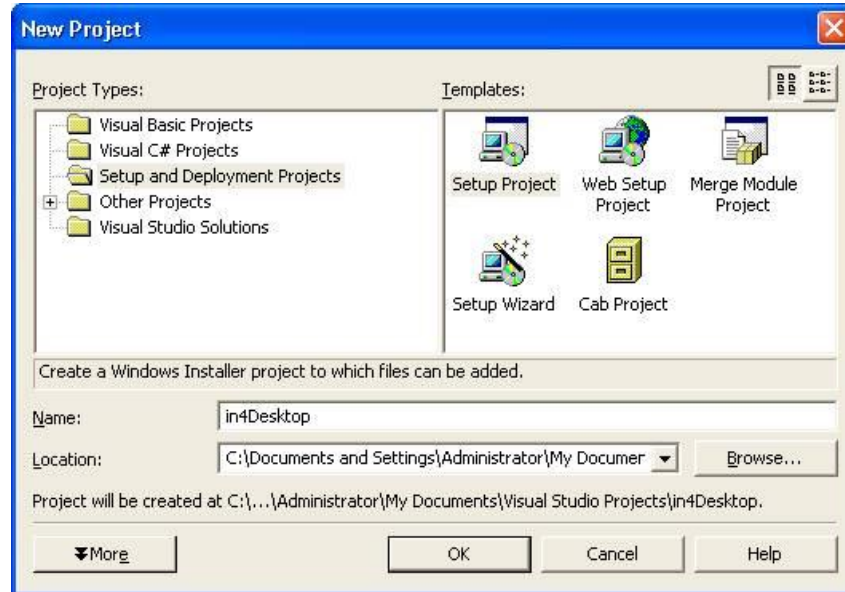 New Project
Project Types:
Templates:
Visual Basic Projects
Visual C# Projects
Setup and Deployment Projects
Other Projects
Visual Studio Solutions
Setup Project
Web Setup
Project
Merge Module
Project
Setup Wizard
Cab Project
Create a Windows Installer project to which files can be added.
Name:
in4Desktop
Location:
C:\Documents and Settings\Administrator\My Documer
Browse...
Project will be created at C:\...\Administrator\My Documents\Visual Studio Projects\in4Desktop.
More
OK
Cancel
Help